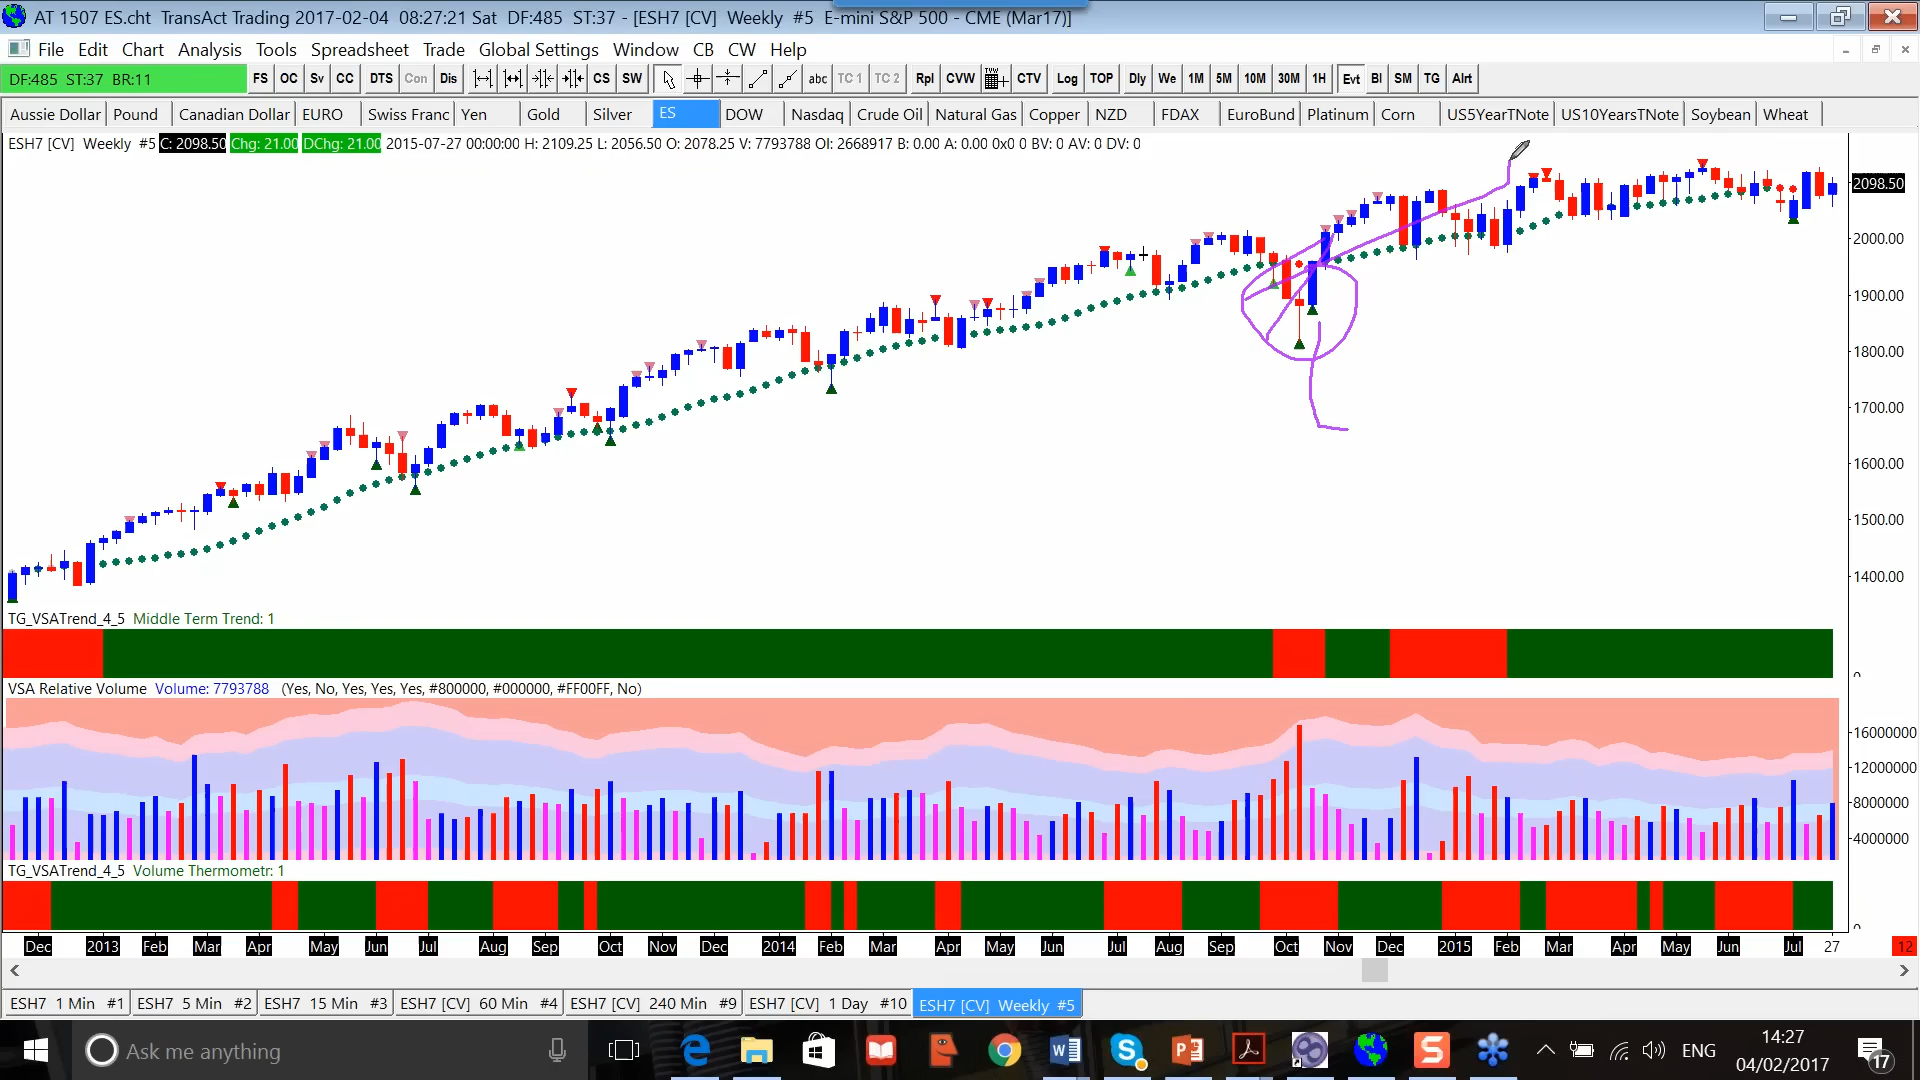 AT 1507 ES.cht TransAct Trading 2017-02-04 08:27:21 Sat DF:485 ST:37 - [ESH7 [CV] Weekly #5 E-mini S&P 500 - CME (Mar17)]
File Edit Chart Analysis Tools Spreadsheet Trade Global Settings Window CB CW Help
DF:485 ST:37 BR:11 FS OC Sv CC DTS Con Dis CS SW abc TC 1 TC 2 Rpl CVW CTV Log TOP Dly We 1M 5M 10M 30M 1H Evt BI SM TG Alrt
Aussie Dollar Pound Canadian Dollar EURO Swiss Franc Yen Gold Silver ES DOW Nasdaq Crude Oil Natural Gas Copper NZD FDAX EuroBund Platinum Corn US5YearTNote US10YearsTNote Soybean Wheat
ESH7 [CV] Weekly #5 C: 2098.50 Chg: 21.00 DChg: 21.00 2015-07-27 00:00:00 H: 2109.25 L: 2056.50 O: 2078.25 V: 7793788 OI: 2668917 B: 0.00 A: 0.00 0x0 0 BV: 0 AV: 0 DV: 0
2098.50
2000.00
1900.00
1800.00
1700.00
1600.00
1500.00
1400.00
TG_VSATrend_4_5 Middle Term Trend: 1
0
VSA Relative Volume Volume: 7793788 (Yes, No, Yes, Yes, Yes, #800000, #000000, #FF00FF, No)
16000000
12000000
8000000
4000000
TG_VSATrend_4_5 Volume Thermometr: 1
0
Dec 2013 Feb Mar Apr May Jun Jul Aug Sep Oct Nov Dec 2014 Feb Mar Apr May Jun Jul Aug Sep Oct Nov Dec 2015 Feb Mar Apr May Jun Jul 27 12
ESH7 1 Min #1 ESH7 5 Min #2 ESH7 15 Min #3 ESH7 [CV] 60 Min #4 ESH7 [CV] 240 Min #9 ESH7 [CV] 1 Day #10 ESH7 [CV] Weekly #5
Ask me anything ENG 14:27
04/02/2017 17